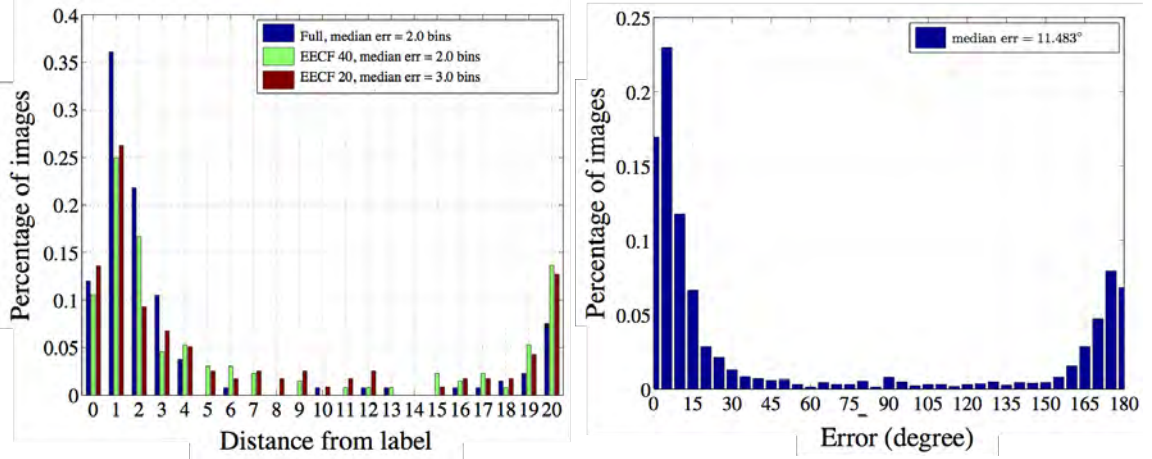 0.4
0.35
0.3
0.25
0.2
0.15
0.1
0.05
0
Percentage of images
Full, median err = 2.0 bins
EECF 40, median err = 2.0 bins
EECF 20, median err = 3.0 bins
0 1 2 3 4 5 6 7 8 9 10 11 12 13 14 15 16 17 18 19 20
Distance from label
0.25
0.2
0.15
0.1
0.05
0
Percentage of images
median err = 11.483°
0 15 30 45 60 75 90 105 120 135 150 165 180
Error (degree)